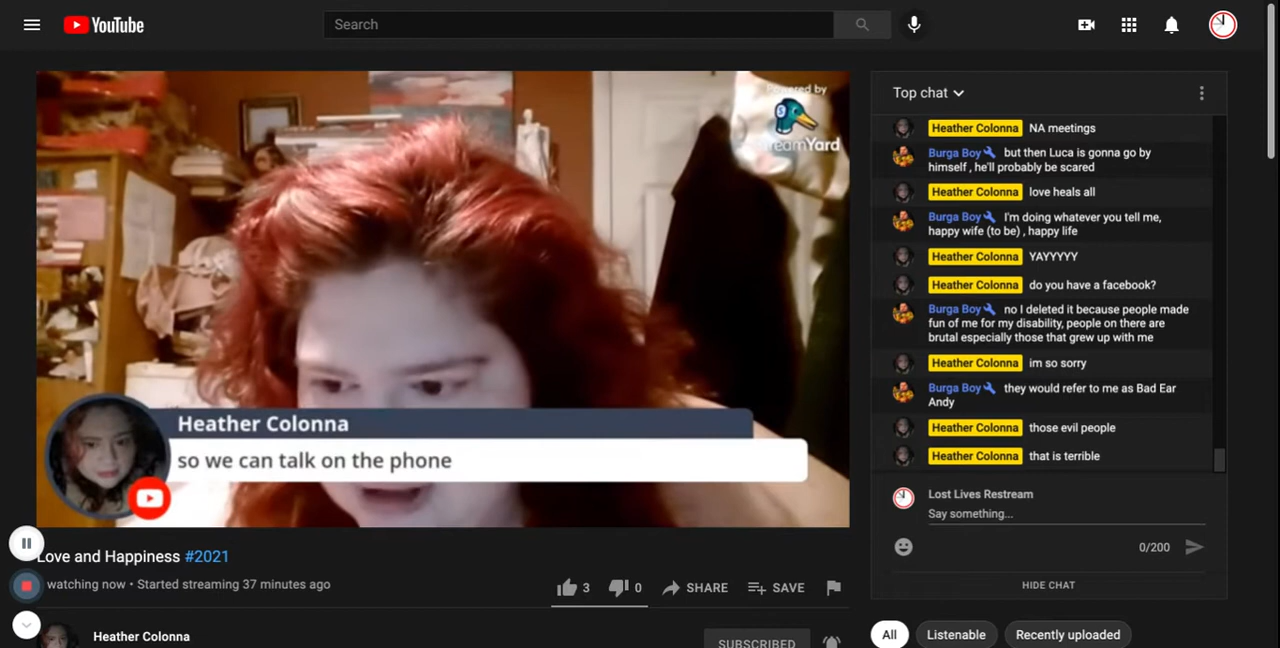 YouTube
Search
Powered by
StreamYard
Heather Colonna
so we can talk on the phone
Love and Happiness #2021
watching now • Started streaming 37 minutes ago
3
0
SHARE
SAVE
Heather Colonna
SUBSCRIBED
Top chat
Heather Colonna NA meetings
Burga Boy but then Luca is gonna go by
himself , he'll probably be scared
Heather Colonna love heals all
Burga Boy I'm doing whatever you tell me,
happy wife (to be) , happy life
Heather Colonna YAYYYYY
Heather Colonna do you have a facebook?
Burga Boy no I deleted it because people made
fun of me for my disability, people on there are
brutal especially those that grew up with me
Heather Colonna im so sorry
Burga Boy they would refer to me as Bad Ear
Andy
Heather Colonna those evil people
Heather Colonna that is terrible
Lost Lives Restream
Say something...
0/200
HIDE CHAT
All
Listenable
Recently uploaded